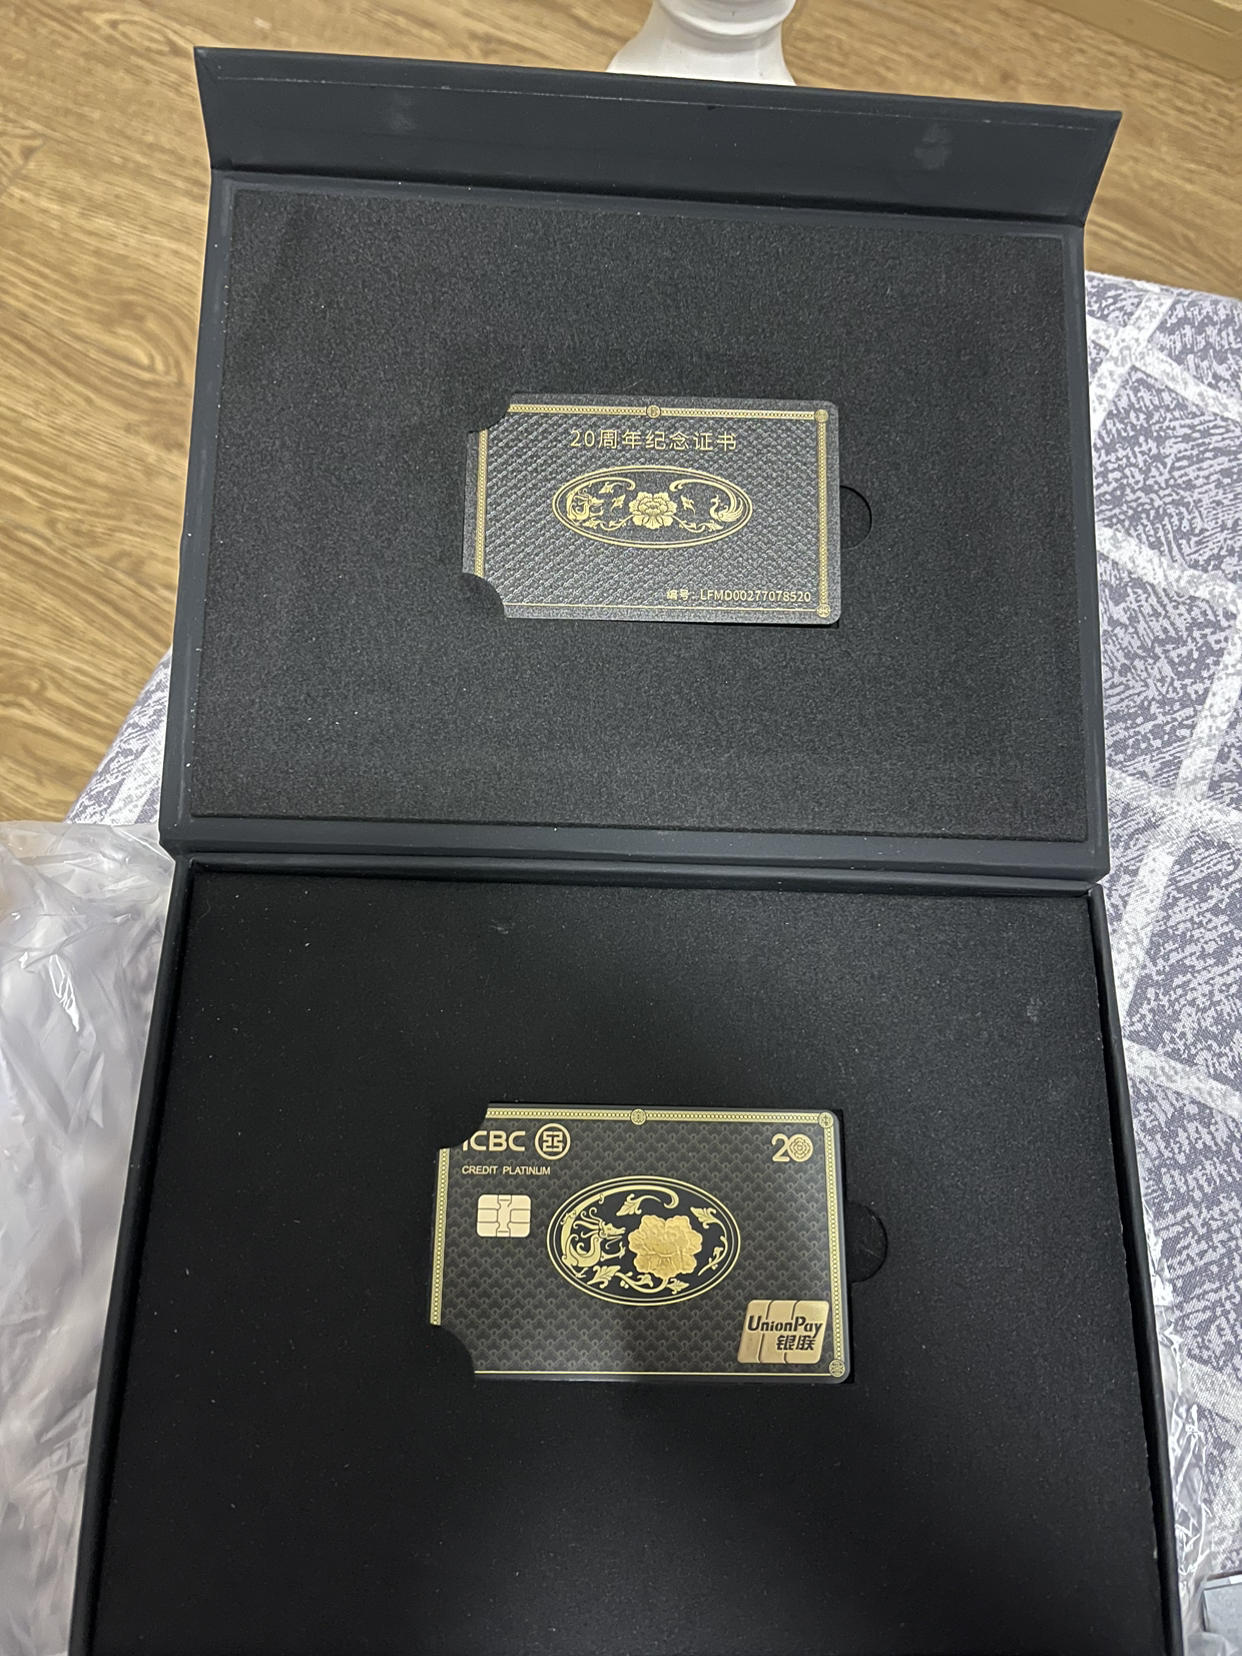 20周年纪念证书
编号:LFMD00277078520
ICBC 20
CREDIT PLATINUM
UnionPay
银联